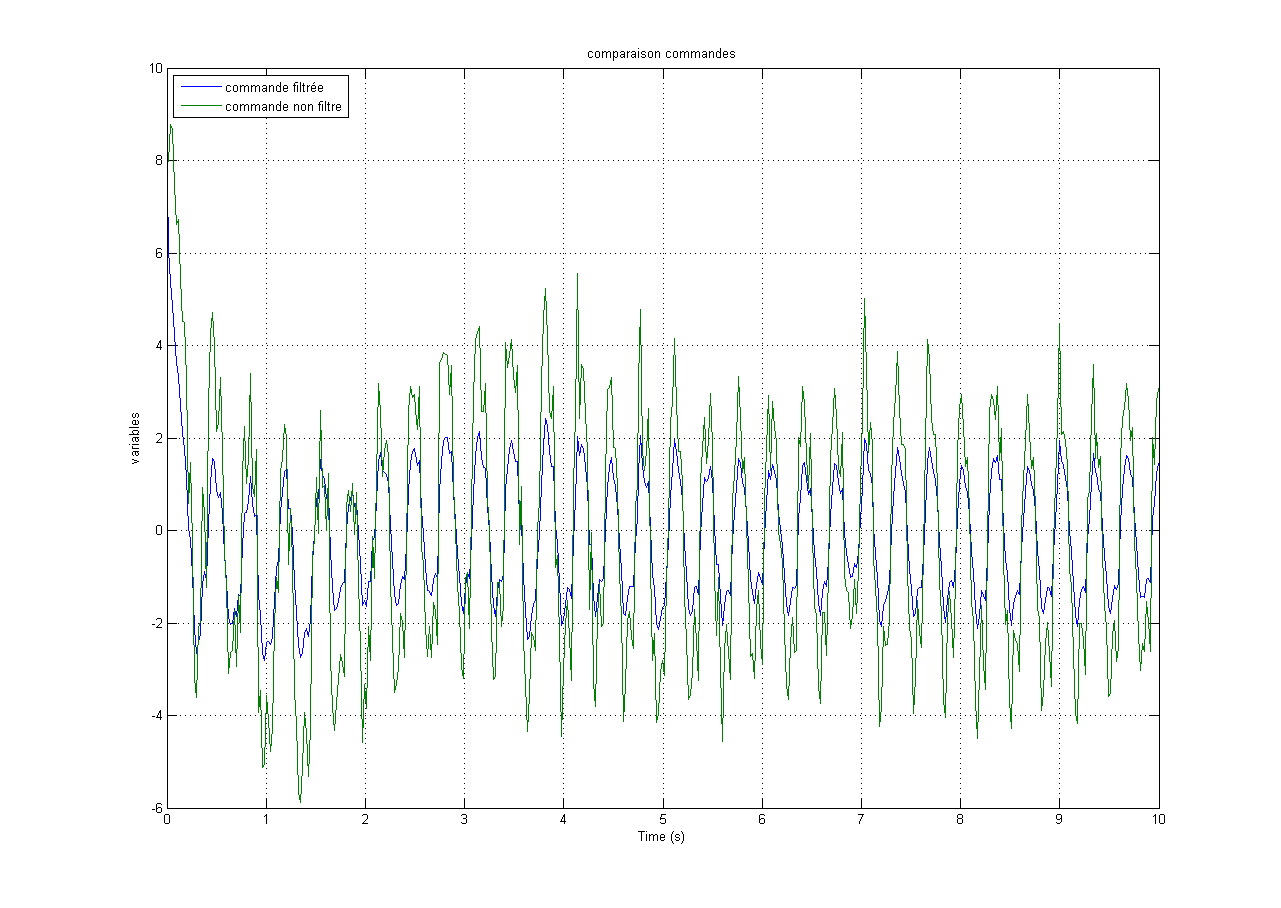 comparaison commandes
commande filtrée
commande non filtre
variables
10
8
6
4
2
0
-2
-4
-6
0 1 2 3 4 5 6 7 8 9 10
Time (s)